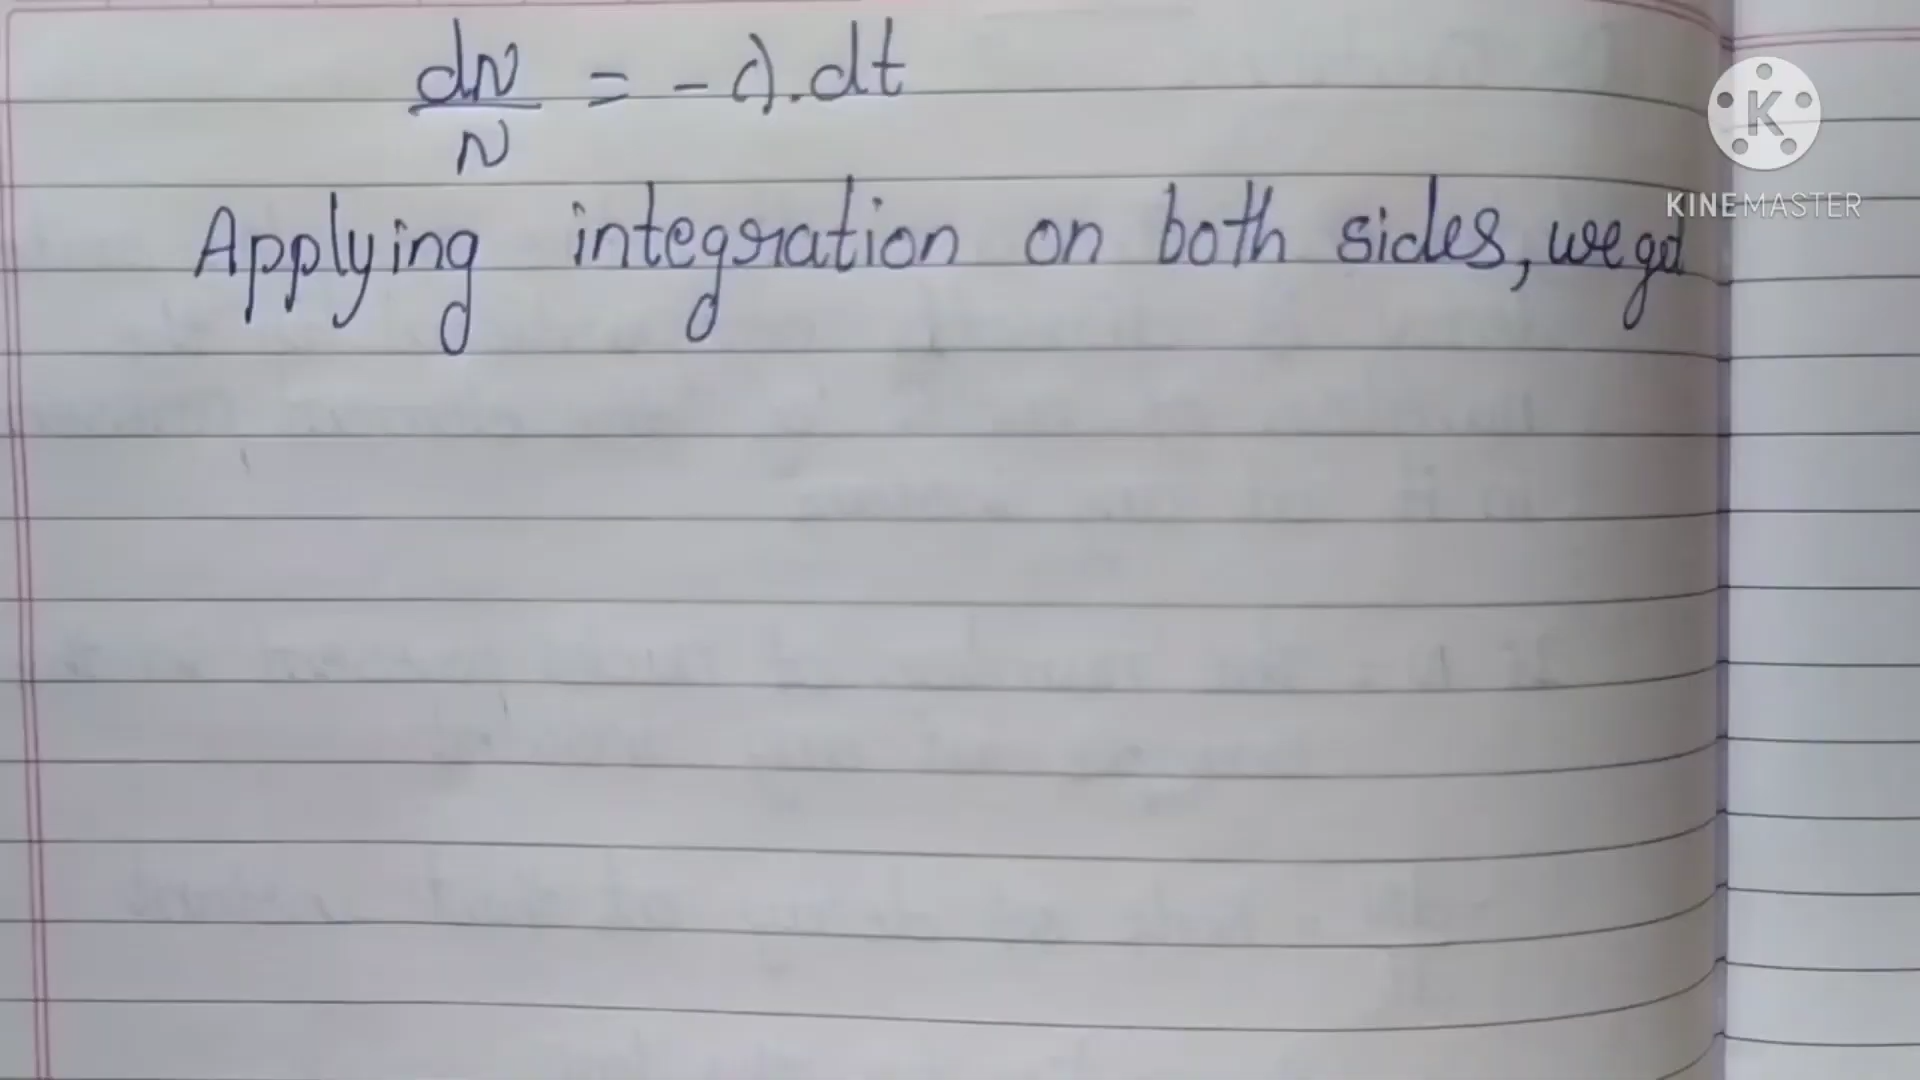 dN/N = - λ.dt
Applying integration on both sides, we get
K
KINEMASTER